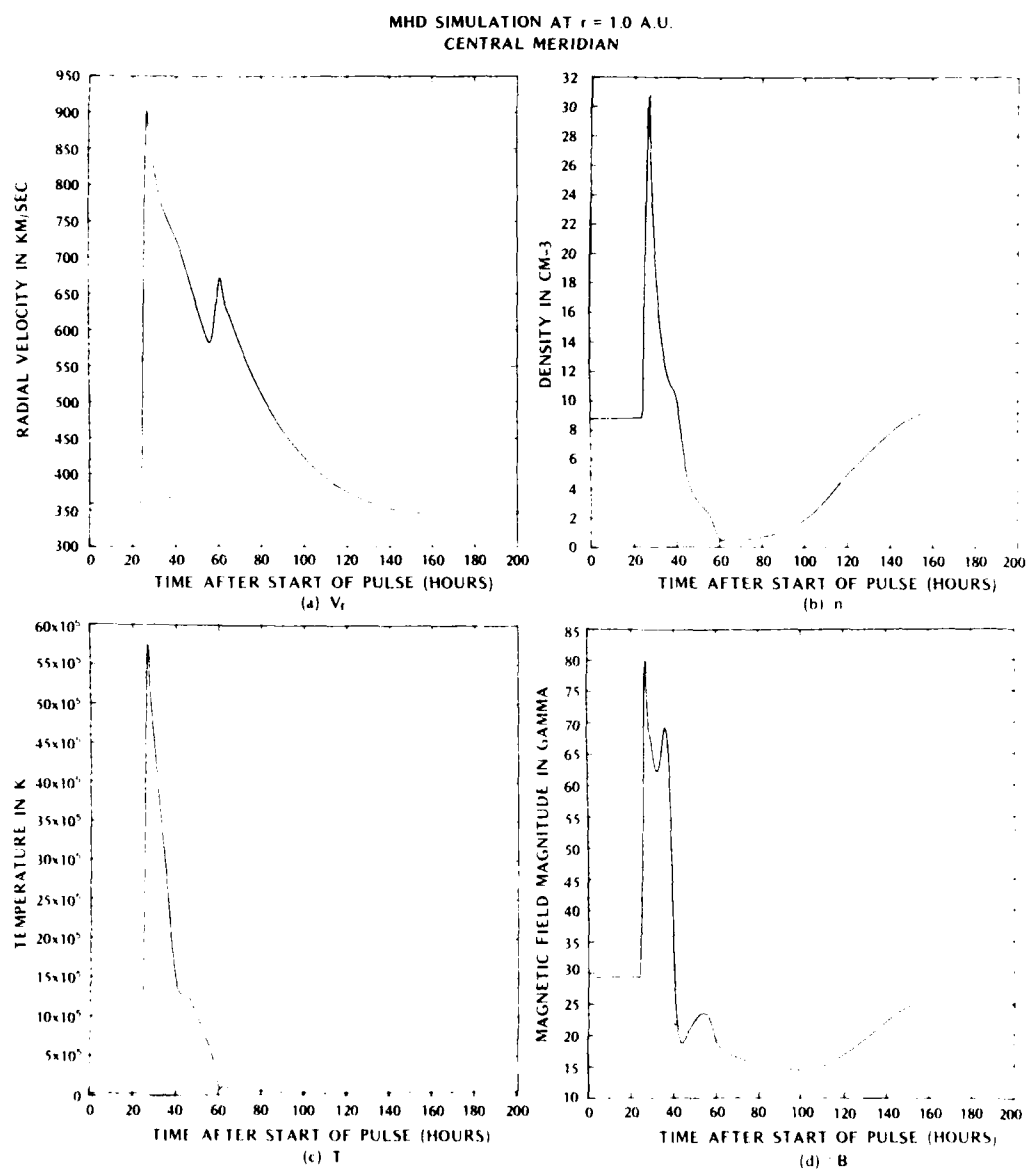 MHD SIMULATION AT r = 1.0 A.U.
CENTRAL MERIDIAN
RADIAL VELOCITY IN KM/SEC
950
900
850
800
750
700
650
600
550
500
450
400
350
300
0 20 40 60 80 100 120 140 160 180 200
TIME AFTER START OF PULSE (HOURS)
(a) Vr
DENSITY IN CM-3
32
30
28
26
24
22
20
18
16
14
12
10
8
6
4
2
0
0 20 40 60 80 100 120 140 160 180 200
TIME AFTER START OF PULSE (HOURS)
(b) n
TEMPERATURE IN K
60x10⁵
55x10⁵
50x10⁵
45x10⁵
40x10⁵
35x10⁵
30x10⁵
25x10⁵
20x10⁵
15x10⁵
10x10⁵
5x10⁵
0
0 20 40 60 80 100 120 140 160 180 200
TIME AFTER START OF PULSE (HOURS)
(c) T
MAGNETIC FIELD MAGNITUDE IN GAMMA
85
80
75
70
65
60
55
50
45
40
35
30
25
20
15
10
0 20 40 60 80 100 120 140 160 180 200
TIME AFTER START OF PULSE (HOURS)
(d) B